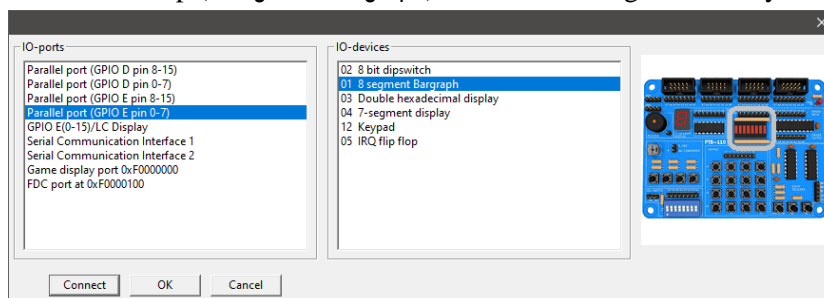 IO-ports
Parallel port (GPIO D pin 8-15)
Parallel port (GPIO D pin 0-7)
Parallel port (GPIO E pin 8-15)
Parallel port (GPIO E pin 0-7)
GPIO E(0-15)/LC Display
Serial Communication Interface 1
Serial Communication Interface 2
Game display port 0xF0000000
FDC port at 0xF0000100
IO-devices
02 8 bit dipswitch
01 8 segment Bargraph
03 Double hexadecimal display
04 7-segment display
12 Keypad
05 IRQ flip flop
Connect
OK
Cancel